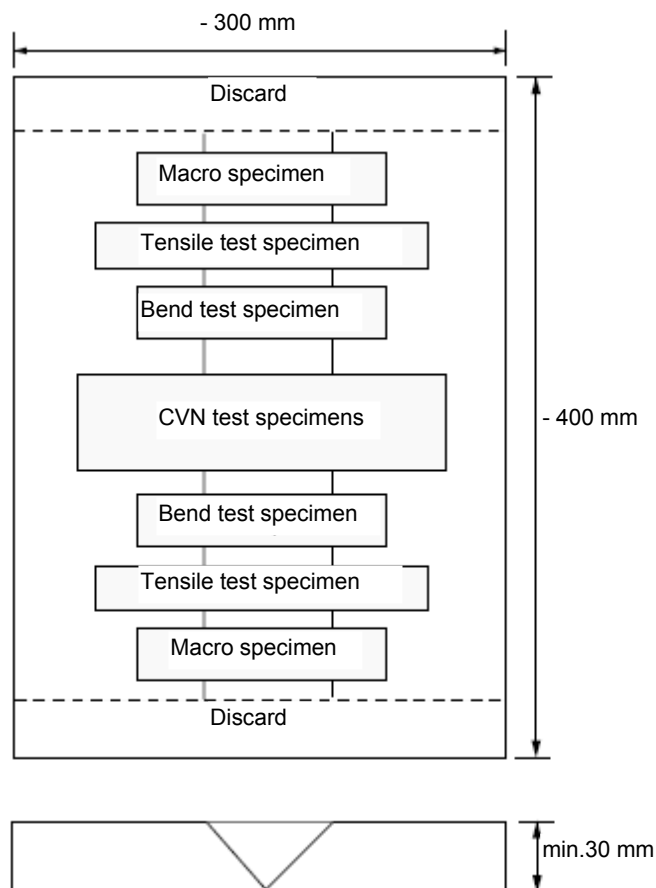 - 300 mm
Discard
Macro specimen
Tensile test specimen
Bend test specimen
CVN test specimens
- 400 mm
Bend test specimen
Tensile test specimen
Macro specimen
Discard
min.30 mm